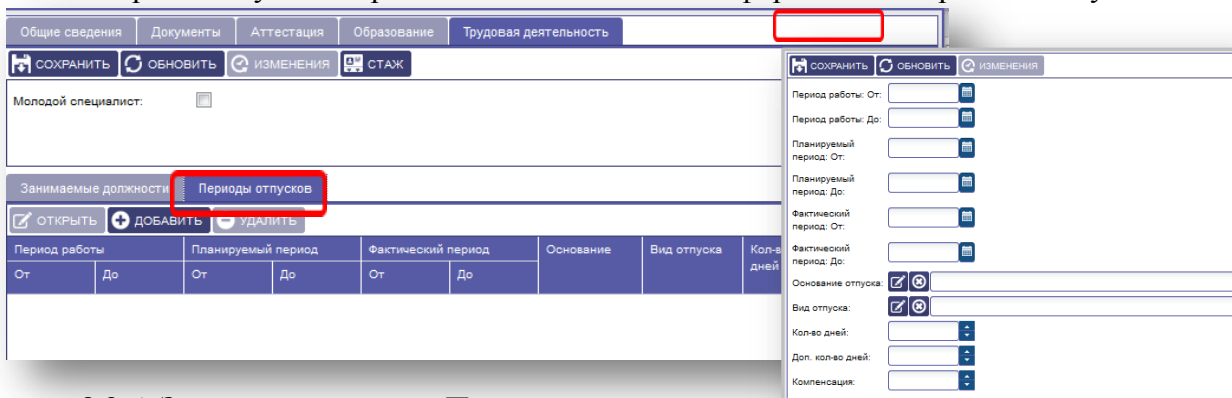 Общие сведения Документы Аттестация Образование Трудовая деятельность
СОХРАНИТЬ ОБНОВИТЬ ИЗМЕНЕНИЯ СТАЖ
Молодой специалист:
Занимаемые должности Периоды отпусков
ОТКРЫТЬ ДОБАВИТЬ УДАЛИТЬ
Период работы Планируемый период Фактический период Основание Вид отпуска
дней
От До От До От До
СОХРАНИТЬ ОБНОВИТЬ ИЗМЕНЕНИЯ
Период работы: От:
Период работы: До:
Планируемый
период: От:
Планируемый
период: До:
Фактический
период: От:
Фактический
период: До:
Основание отпуска:
Вид отпуска:
Кол-во дней:
Доп. кол-во дней:
Компенсация: